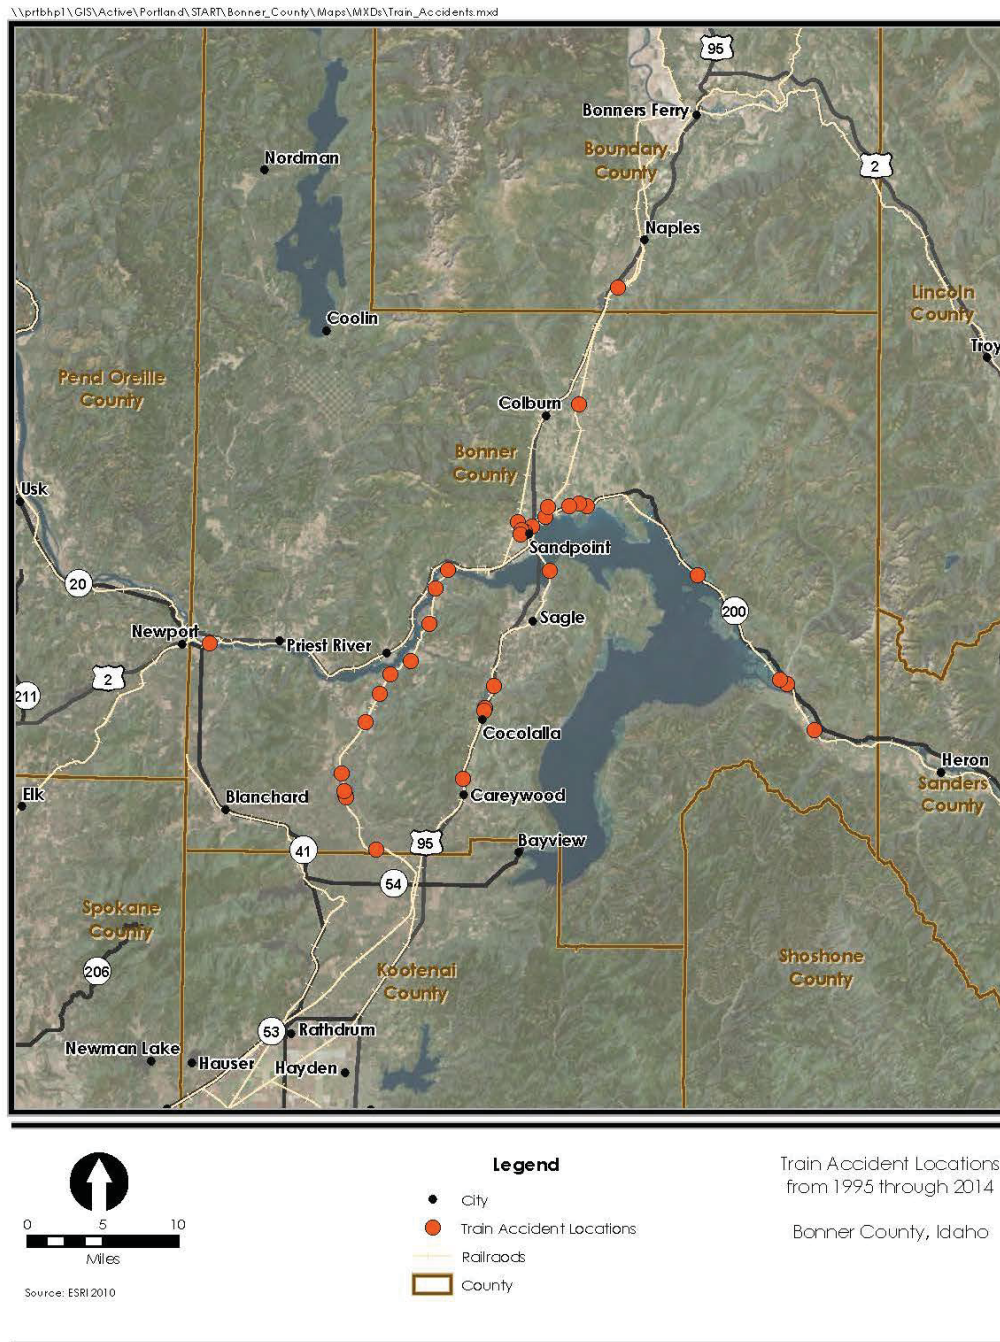 \\prtbhp1\GIS\Active\Portland\START\Bonner_County\Maps\MXDs\Train_Accidents.mxd
95
Bonners Ferry
Boundary
County
2
Nordman
Naples
Lincoln
County
Coolin
Troy
Pend Oreille
County
Colburn
Bonner
County
Usk
Sandpoint
20
200
Sagle
Newport
Priest River
2
211
Cocolalla
Heron
Sanders
County
Elk
Blanchard
Careywood
41
95
Bayview
54
Spokane
County
206
Kootenai
County
Shoshone
County
53
Rathdrum
Newman Lake
Hauser
Hayden
Legend
City
Train Accident Locations
Railraods
County
Train Accident Locations
from 1995 through 2014
Bonner County, Idaho
0 5 10
Miles
Source: ESRI 2010